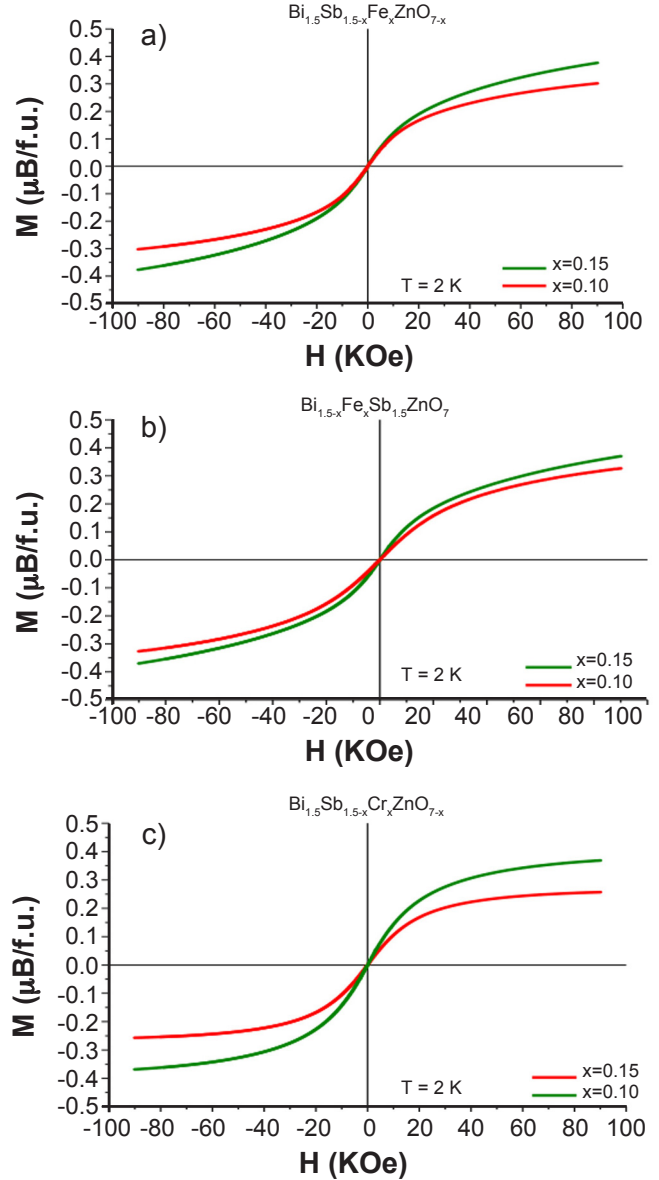 Bi1.5Sb1.5-xFexZnO7-x
a)
0.5
0.4
0.3
0.2
0.1
0.0
-0.1
-0.2
-0.3
-0.4
-0.5
M (μB/f.u.)
x=0.15
T = 2 K
x=0.10
-100 -80 -60 -40 -20 0 20 40 60 80 100
H (KOe)
Bi1.5-xFexSb1.5ZnO7
b)
0.5
0.4
0.3
0.2
0.1
0.0
-0.1
-0.2
-0.3
-0.4
-0.5
M (μB/f.u.)
x=0.15
T = 2 K
x=0.10
-100 -80 -60 -40 -20 0 20 40 60 80 100
H (KOe)
Bi1.5Sb1.5-xCrxZnO7-x
c)
0.5
0.4
0.3
0.2
0.1
0.0
-0.1
-0.2
-0.3
-0.4
-0.5
M (μB/f.u.)
x=0.15
T = 2 K
x=0.10
-100 -80 -60 -40 -20 0 20 40 60 80 100
H (KOe)